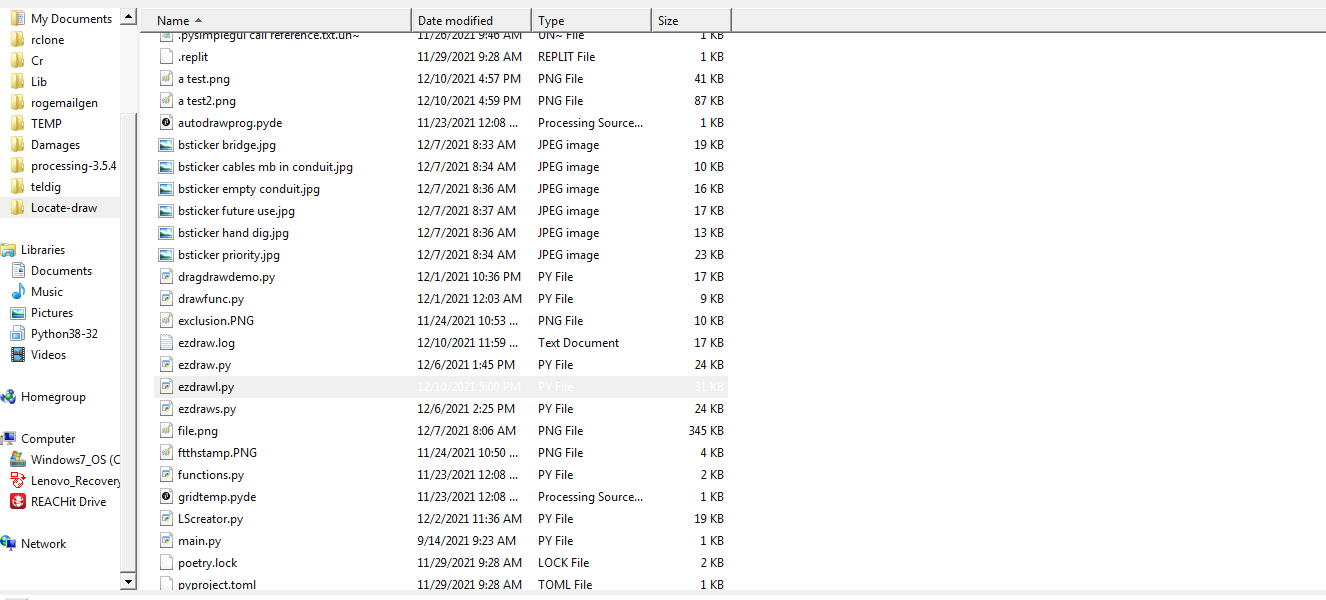 My Documents
rclone
Cr
Lib
rogemailgen
TEMP
Damages
processing-3.5.4
teldig
Locate-draw
Libraries
Documents
Music
Pictures
Python38-32
Videos
Homegroup
Computer
Windows7_OS (C
Lenovo_Recovery
REACHit Drive
Network
Name Date modified Type Size
.pysimplegui call reference.txt.un~ 11/26/2021 9:46 AM UN~ File 1 KB
.replit 11/29/2021 9:28 AM REPLIT File 1 KB
a test.png 12/10/2021 4:57 PM PNG File 41 KB
a test2.png 12/10/2021 4:59 PM PNG File 87 KB
autodrawprog.pyde 11/23/2021 12:08 ... Processing Source... 1 KB
bsticker bridge.jpg 12/7/2021 8:33 AM JPEG image 19 KB
bsticker cables mb in conduit.jpg 12/7/2021 8:34 AM JPEG image 10 KB
bsticker empty conduit.jpg 12/7/2021 8:36 AM JPEG image 16 KB
bsticker future use.jpg 12/7/2021 8:37 AM JPEG image 17 KB
bsticker hand dig.jpg 12/7/2021 8:36 AM JPEG image 13 KB
bsticker priority.jpg 12/7/2021 8:34 AM JPEG image 23 KB
dragdrawdemo.py 12/1/2021 10:36 PM PY File 17 KB
drawfunc.py 12/1/2021 12:03 AM PY File 9 KB
exclusion.PNG 11/24/2021 10:53 ... PNG File 10 KB
ezdraw.log 12/10/2021 11:59 ... Text Document 17 KB
ezdraw.py 12/6/2021 1:45 PM PY File 24 KB
ezdrawl.py 12/10/2021 5:00 PM PY File 31 KB
ezdraws.py 12/6/2021 2:25 PM PY File 24 KB
file.png 12/7/2021 8:06 AM PNG File 345 KB
ftthstamp.PNG 11/24/2021 10:50 ... PNG File 4 KB
functions.py 11/23/2021 12:08 ... PY File 2 KB
gridtemp.pyde 11/23/2021 12:08 ... Processing Source... 1 KB
LScreator.py 12/2/2021 11:36 AM PY File 19 KB
main.py 9/14/2021 9:23 AM PY File 1 KB
poetry.lock 11/29/2021 9:28 AM LOCK File 2 KB
pyproject.toml 11/29/2021 9:28 AM TOML File 1 KB